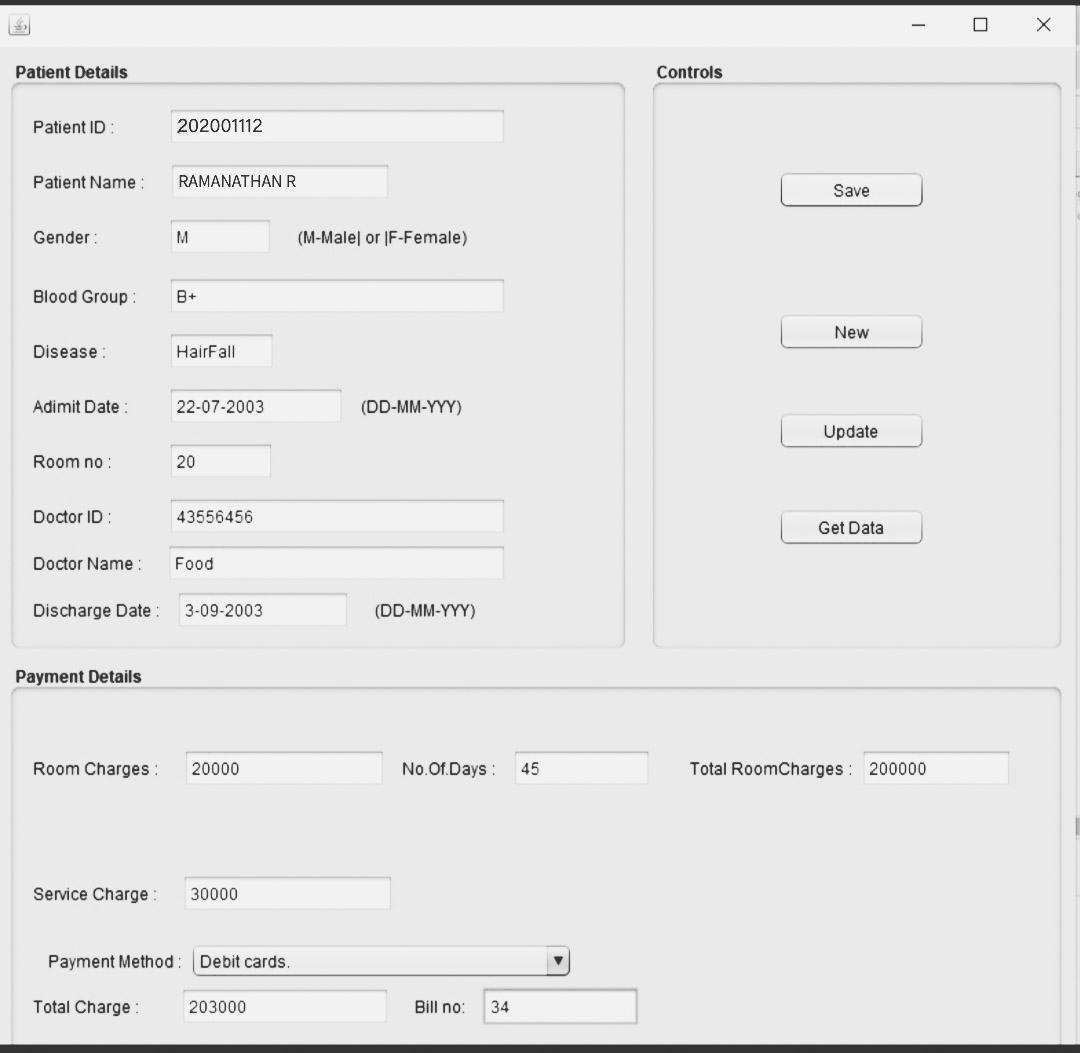 Patient Details
Controls
Patient ID : 202001112
Patient Name : RAMANATHAN R
Save
Gender : M (M-Male| or |F-Female)
Blood Group : B+
New
Disease : HairFall
Adimit Date : 22-07-2003 (DD-MM-YYY)
Update
Room no : 20
Doctor ID : 43556456
Get Data
Doctor Name : Food
Discharge Date : 3-09-2003 (DD-MM-YYY)
Payment Details
Room Charges : 20000 No.Of.Days : 45 Total RoomCharges : 200000
Service Charge : 30000
Payment Method : Debit cards.
Total Charge : 203000 Bill no: 34